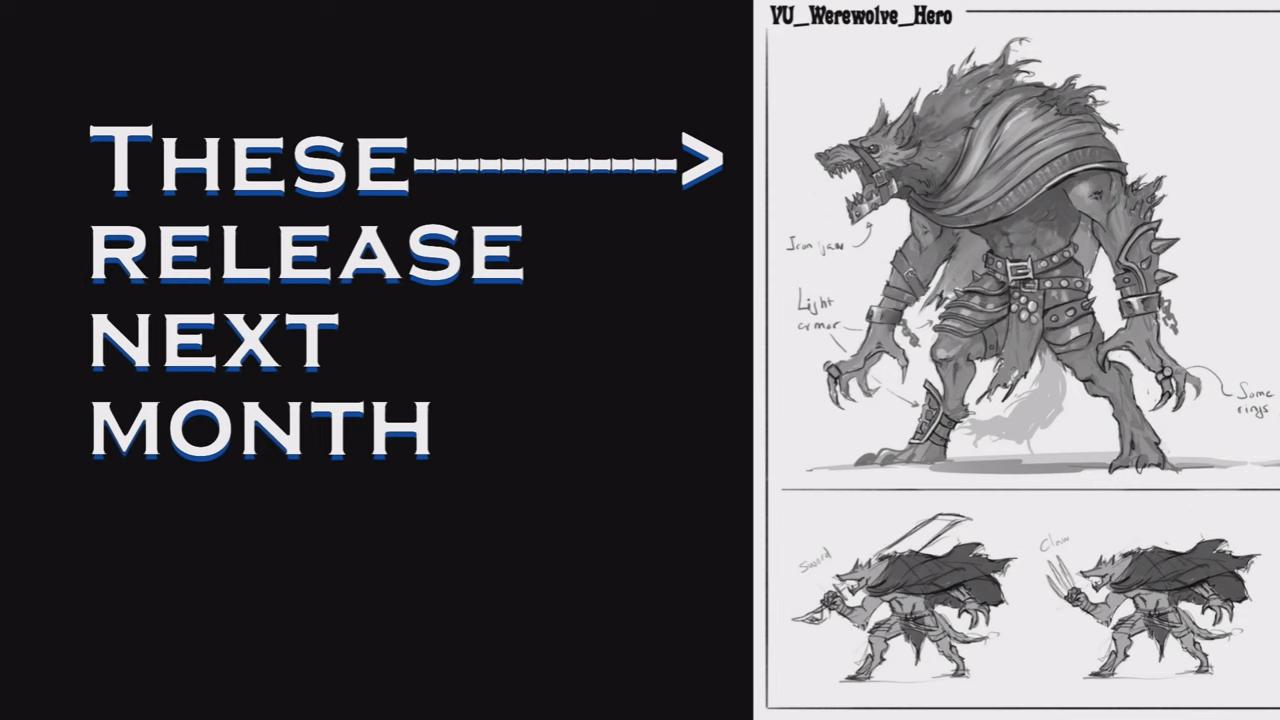 These--------->
release
next
month
VU_Werewolve_Hero
Iron jaw
Light
armor
Some
rings
Sword
Claw